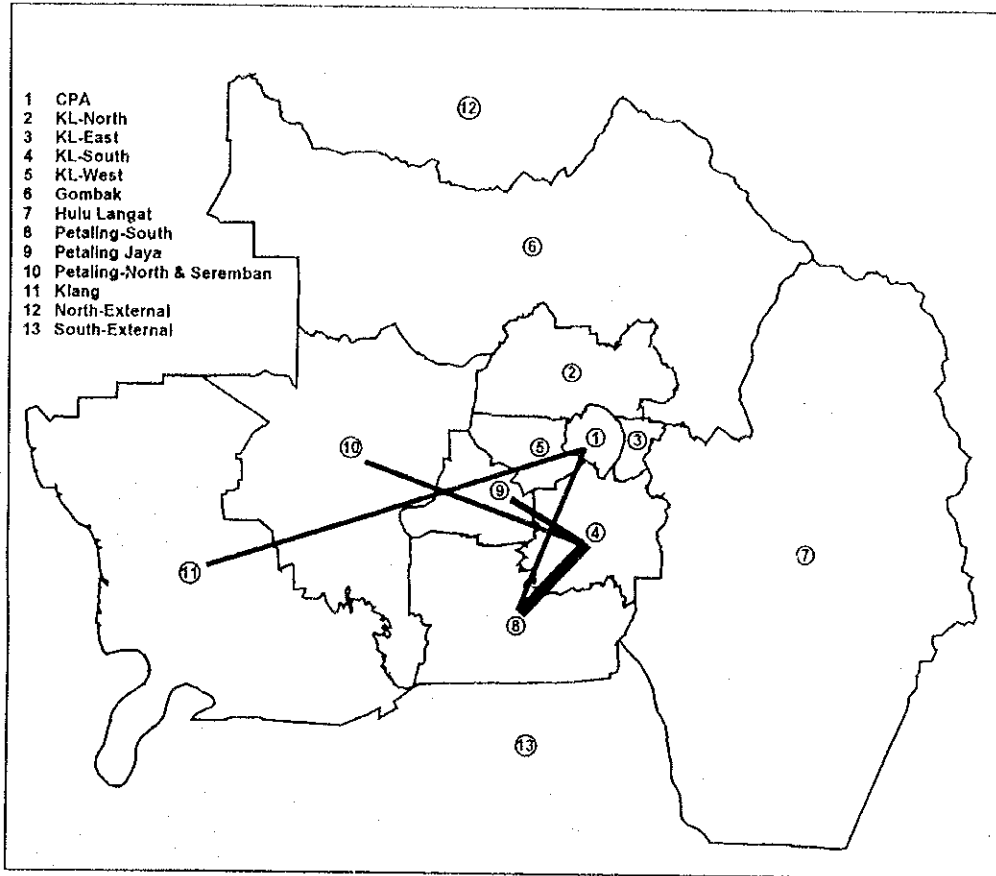 1 CPA
2 KL-North
3 KL-East
4 KL-South
5 KL-West
6 Gombak
7 Hulu Langat
8 Petaling-South
9 Petaling Jaya
10 Petaling-North & Seremban
11 Klang
12 North-External
13 South-External
12
6
2
1
3
5
10
9
4
7
11
8
13